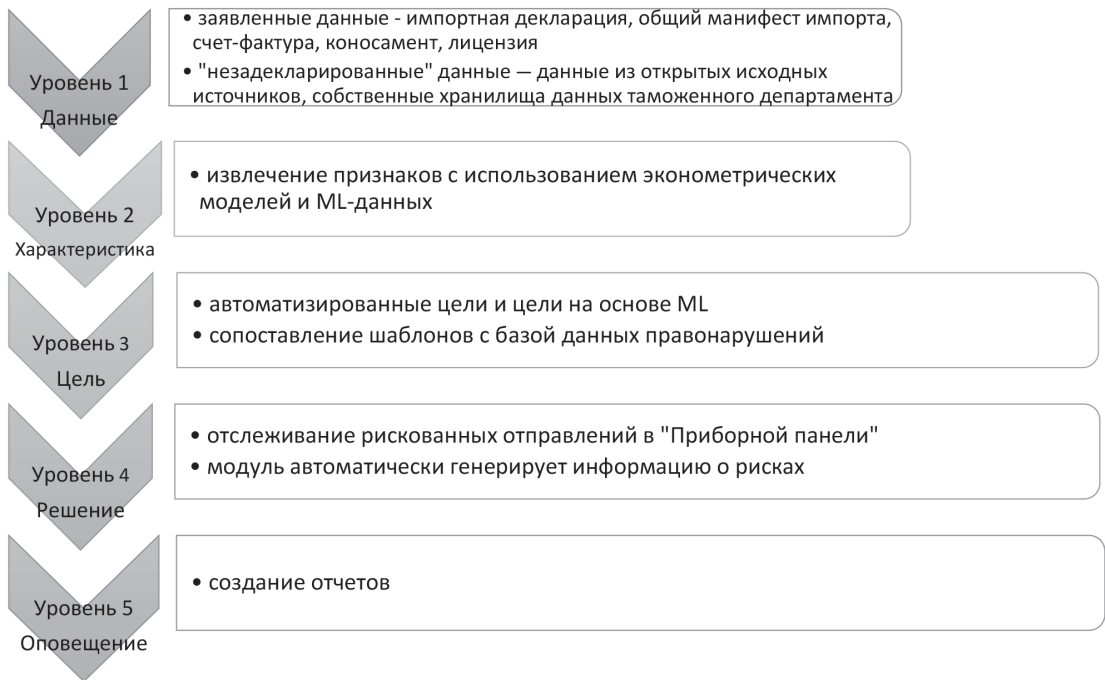 Уровень 1
Данные
• заявленные данные - импортная декларация, общий манифест импорта,
счет-фактура, коносамент, лицензия
• "незадекларированные" данные — данные из открытых исходных
источников, собственные хранилища данных таможенного департамента
Уровень 2
Характеристика
• извлечение признаков с использованием эконометрических
моделей и ML-данных
Уровень 3
Цель
• автоматизированные цели и цели на основе ML
• сопоставление шаблонов с базой данных правонарушений
Уровень 4
Решение
• отслеживание рискованных отправлений в "Приборной панели"
• модуль автоматически генерирует информацию о рисках
Уровень 5
Оповещение
• создание отчетов